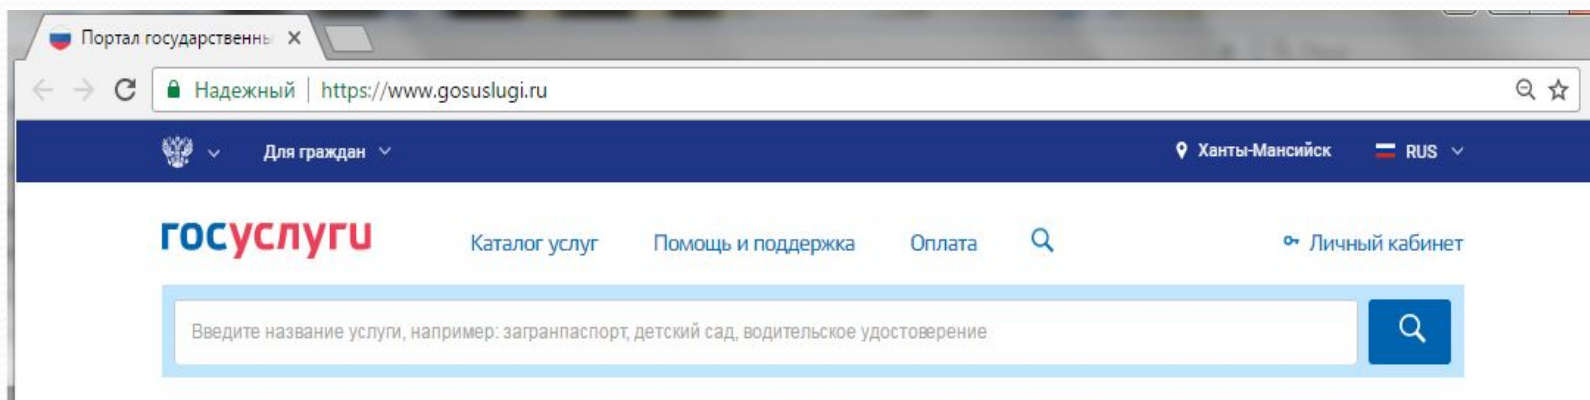 Портал государственны
Надежный https://www.gosuslugi.ru
Для граждан Ханты-Мансийск RUS
госуслуги Каталог услуг Помощь и поддержка Оплата Личный кабинет
Введите название услуги, например: загранпаспорт, детский сад, водительское удостоверение